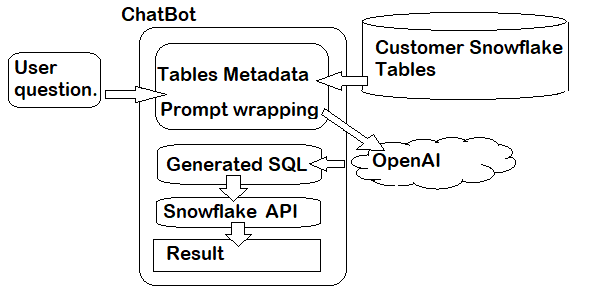 ChatBot
User
question.
Tables Metadata
Prompt wrapping
Customer Snowflake
Tables
OpenAI
Generated SQL
Snowflake API
Result